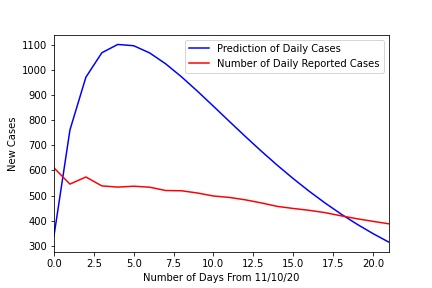 Prediction of Daily Cases
Number of Daily Reported Cases
New Cases
1100
1000
900
800
700
600
500
400
300
0.0 2.5 5.0 7.5 10.0 12.5 15.0 17.5 20.0
Number of Days From 11/10/20